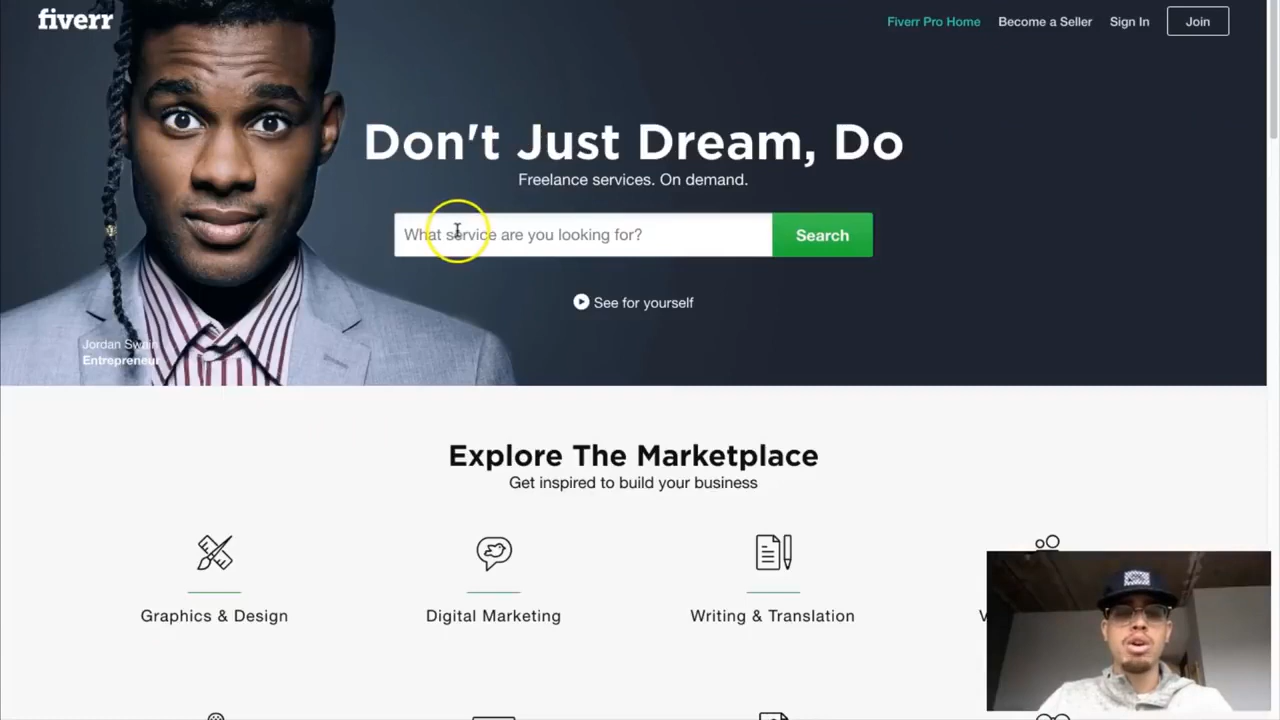 fiverr
Fiverr Pro Home
Become a Seller
Sign In
Join
Don't Just Dream, Do
Freelance services. On demand.
What service are you looking for?
Search
See for yourself
Jordan Swain
Entrepreneur
Explore The Marketplace
Get inspired to build your business
Graphics & Design
Digital Marketing
Writing & Translation